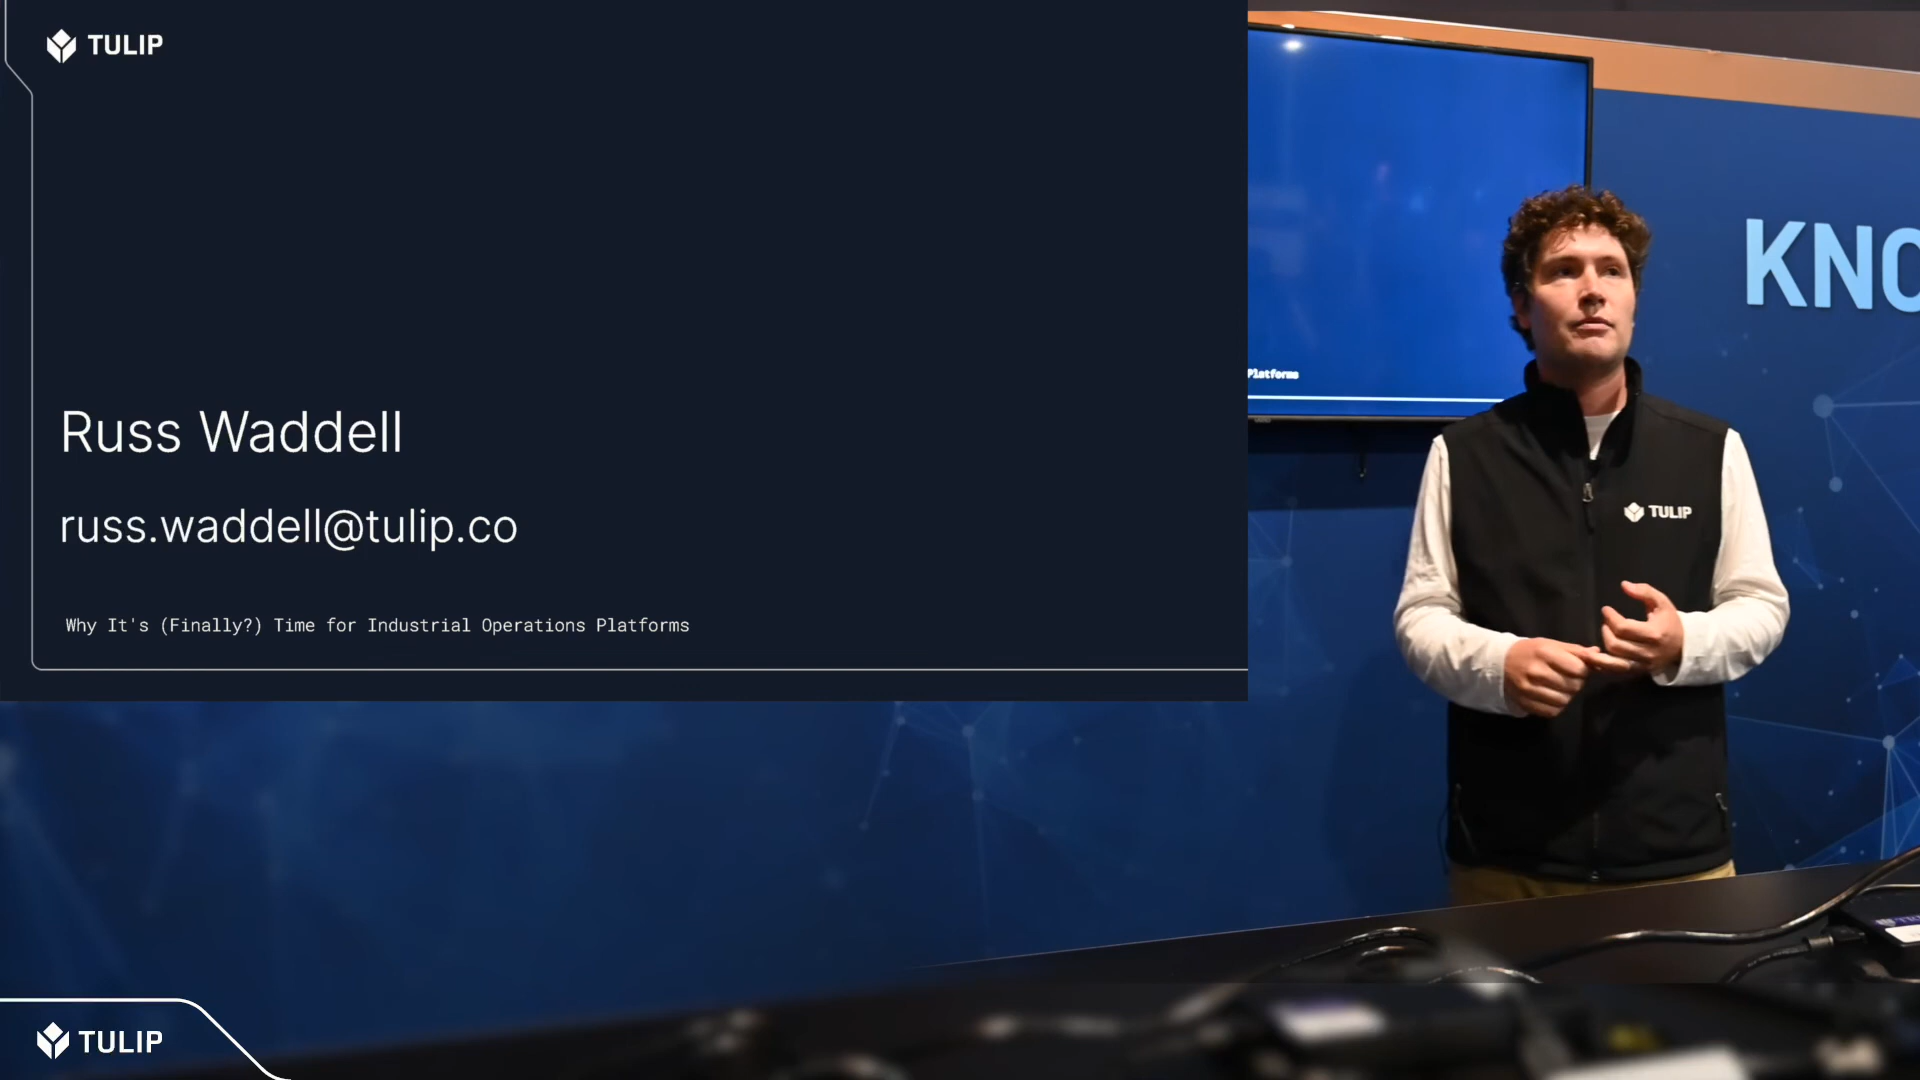 TULIP
Russ Waddell
russ.waddell@tulip.co
Why It's (Finally?) Time for Industrial Operations Platforms
Platforms
KNO
TULIP
TULIP